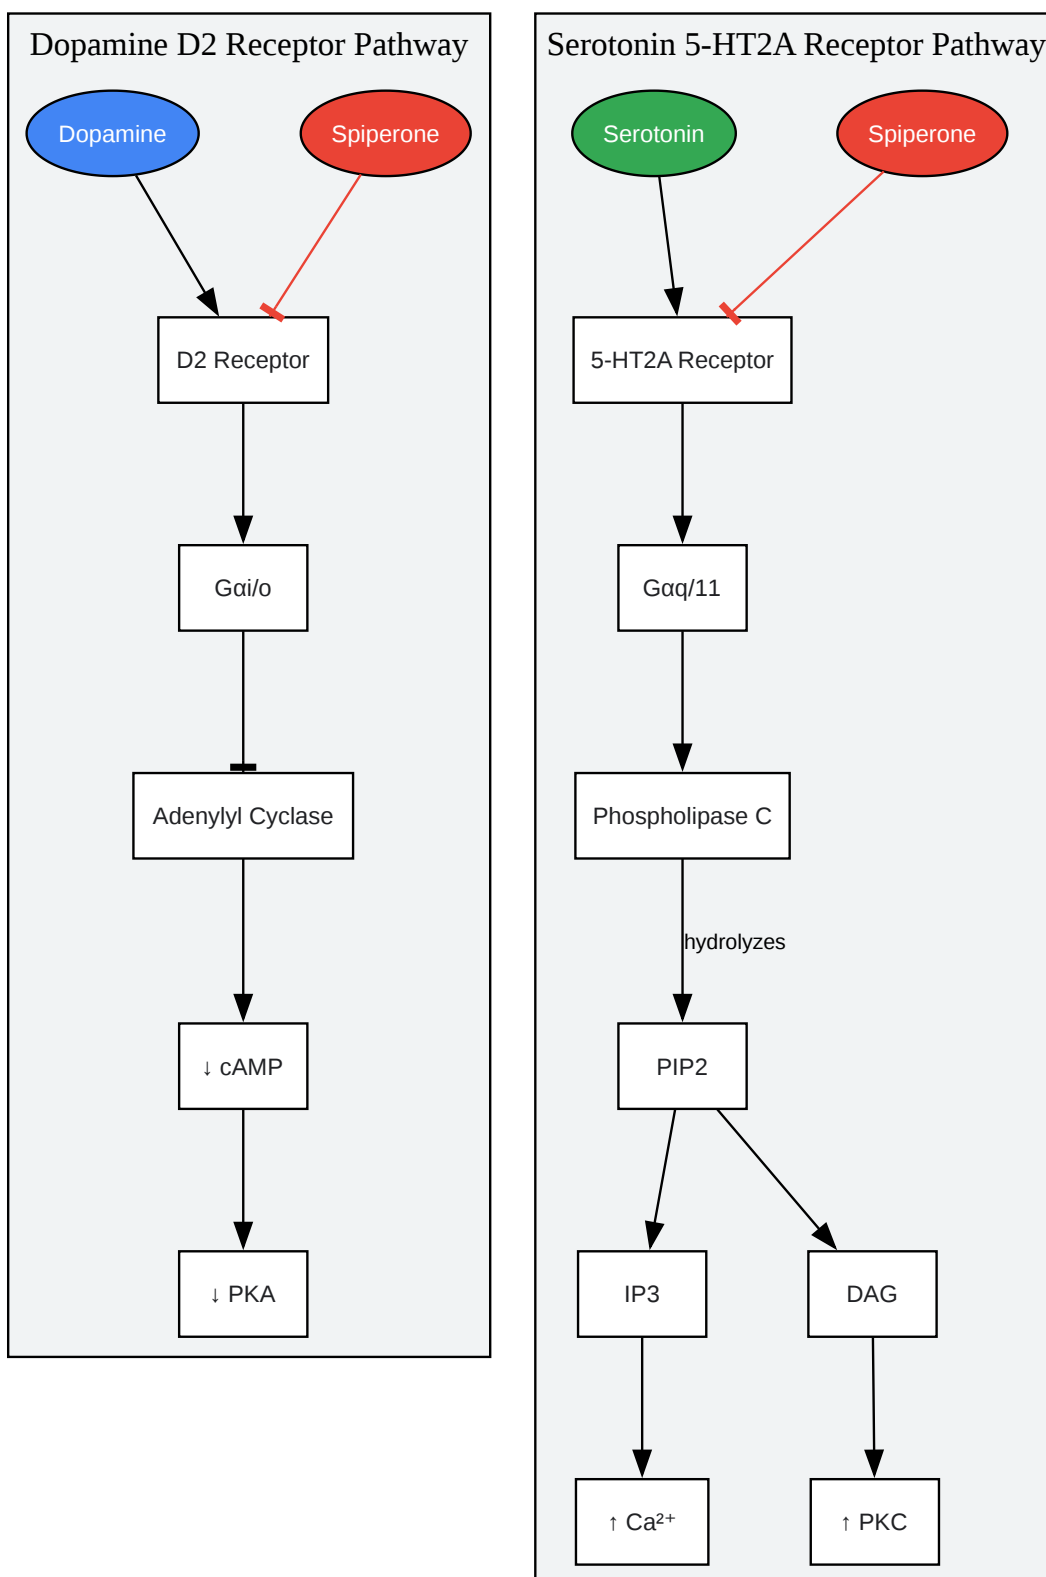 Dopamine D2 Receptor Pathway
Dopamine
Spiperone
D2 Receptor
Gαi/o
Adenylyl Cyclase
↓ cAMP
↓ PKA
Serotonin 5-HT2A Receptor Pathway
Serotonin
Spiperone
5-HT2A Receptor
Gαq/11
Phospholipase C
hydrolyzes
PIP2
IP3
DAG
↑ Ca²⁺
↑ PKC